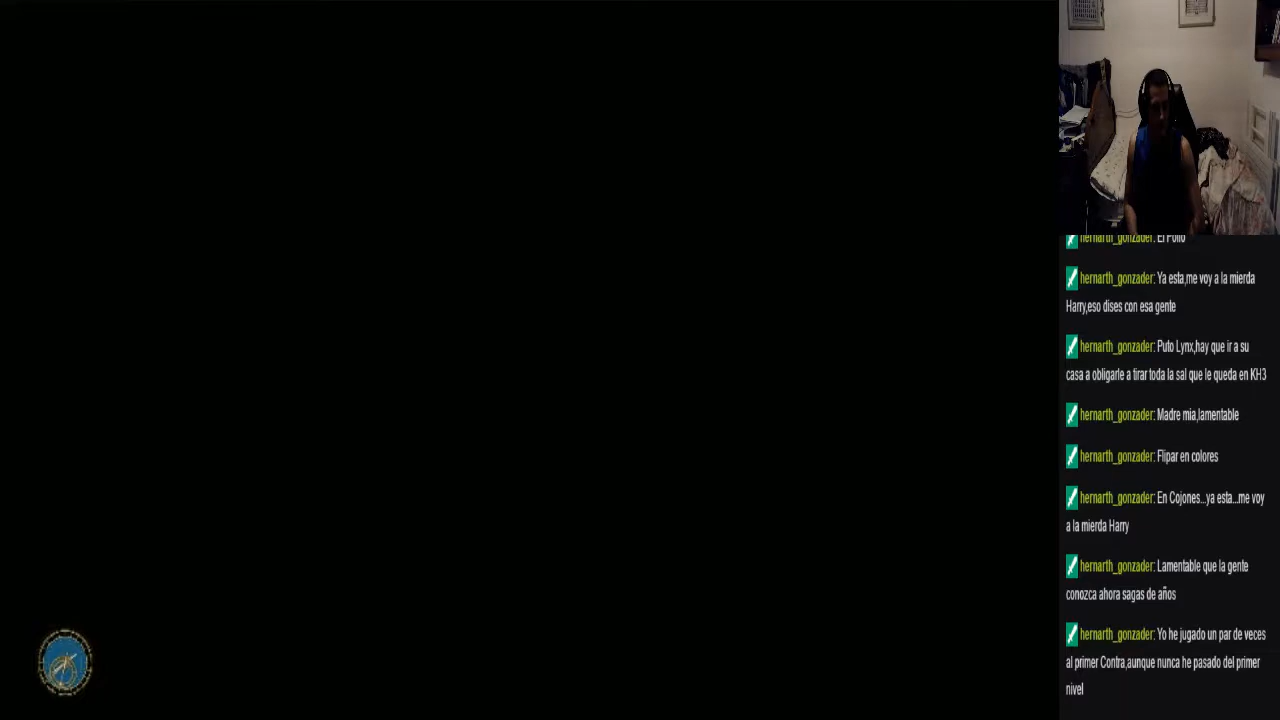 hernarth_gonzader: El Pollo
hernarth_gonzader: Ya esta,me voy a la mierda
Harry,eso dises con esa gente
hernarth_gonzader: Puto Lynx,hay que ir a su
casa a obligarle a tirar toda la sal que le queda en KH3
hernarth_gonzader: Madre mia,lamentable
hernarth_gonzader: Flipar en colores
hernarth_gonzader: En Cojones...ya esta...me voy
a la mierda Harry
hernarth_gonzader: Lamentable que la gente
conozca ahora sagas de años
hernarth_gonzader: Yo he jugado un par de veces
al primer Contra,aunque nunca he pasado del primer
nivel